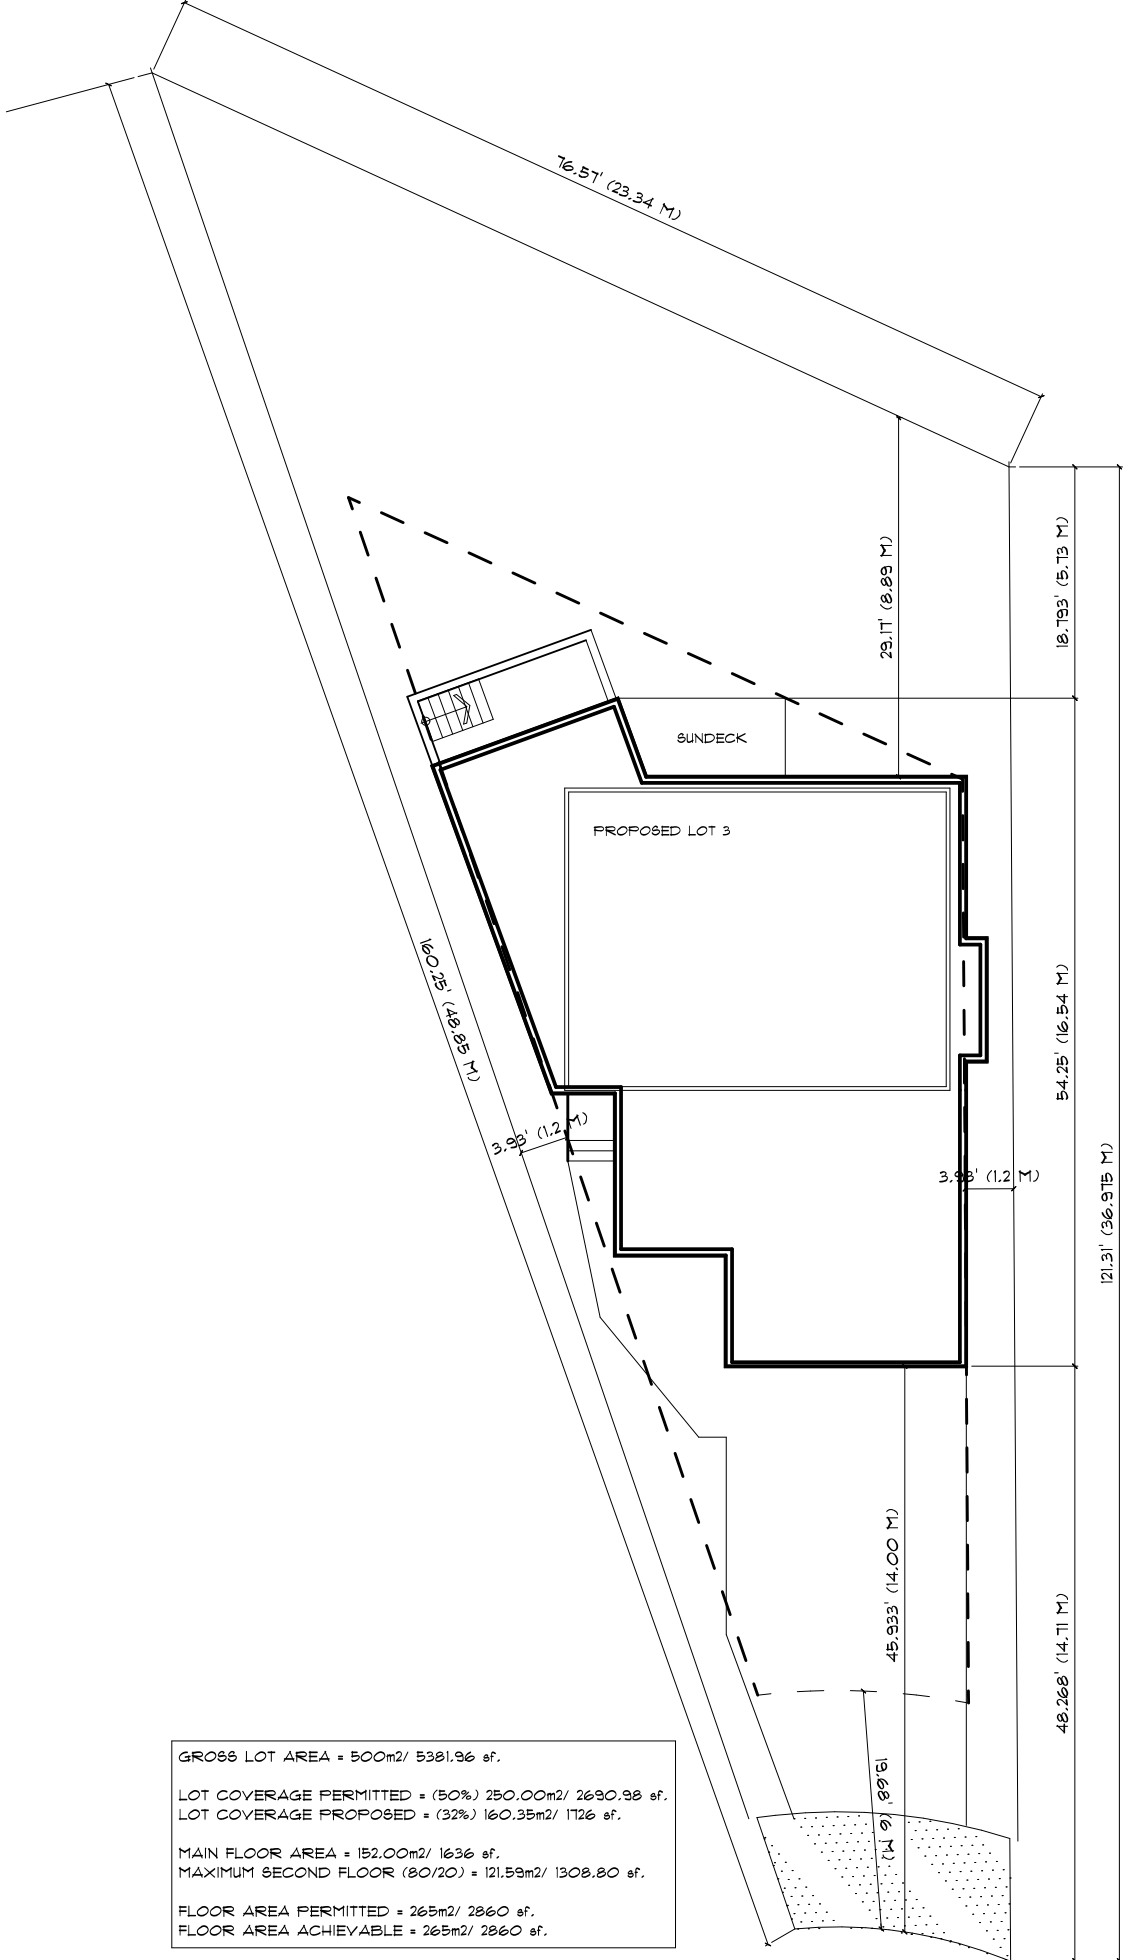 76.57' (23.34 M)
29.17' (8.89 M)
18.793' (5.73 M)
SUNDECK
PROPOSED LOT 3
160.25' (48.85 M)
54.25' (16.54 M)
3.93' (1.2 M)
3.93' (1.2 M)
121.31' (36.975 M)
45.933' (14.00 M)
48.268' (14.71 M)
19.68' (6 M)
GROSS LOT AREA = 500m2/ 5381.96 sf.
LOT COVERAGE PERMITTED = (50%) 250.00m2/ 2690.98 sf.
LOT COVERAGE PROPOSED = (32%) 160.35m2/ 1726 sf.
MAIN FLOOR AREA = 152.00m2/ 1636 sf.
MAXIMUM SECOND FLOOR (80/20) = 121.59m2/ 1308.80 sf.
FLOOR AREA PERMITTED = 265m2/ 2860 sf.
FLOOR AREA ACHIEVABLE = 265m2/ 2860 sf.